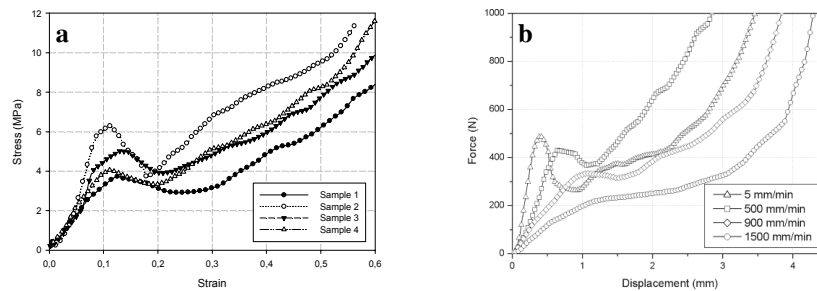 a
12
10
8
6
4
2
0
Stress (MPa)
0,0 0,1 0,2 0,3 0,4 0,5 0,6
Strain
Sample 1
Sample 2
Sample 3
Sample 4
b
1000
800
600
400
200
0
Force (N)
0 1 2 3 4
Displacement (mm)
5 mm/min
500 mm/min
900 mm/min
1500 mm/min